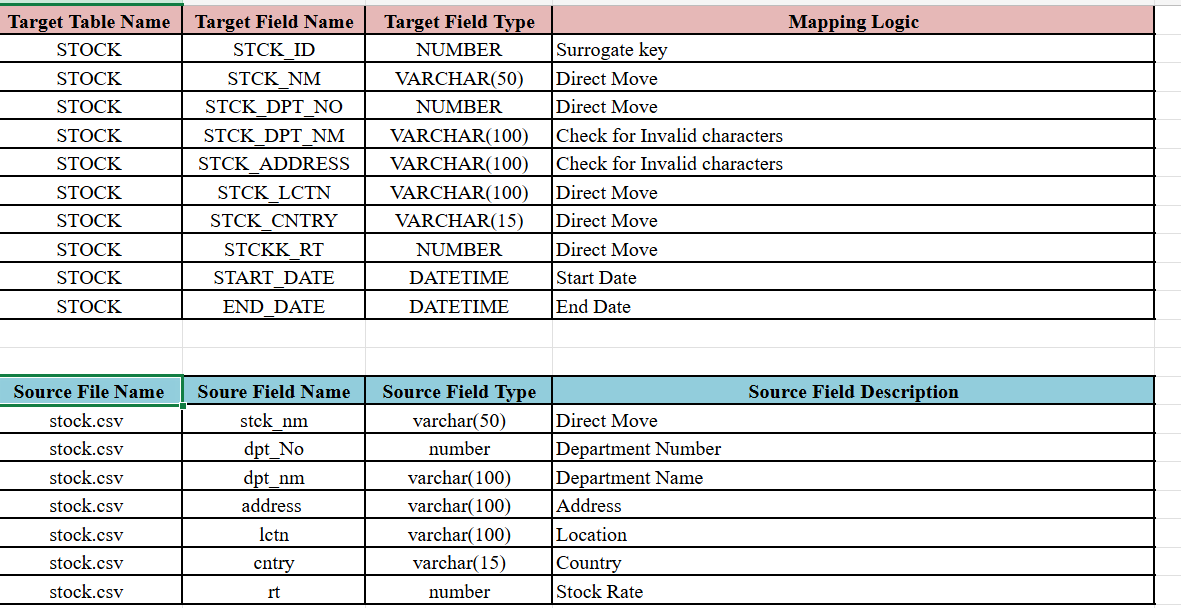 Target Table Name Target Field Name Target Field Type Mapping Logic
STOCK STCK_ID NUMBER Surrogate key
STOCK STCK_NM VARCHAR(50) Direct Move
STOCK STCK_DPT_NO NUMBER Direct Move
STOCK STCK_DPT_NM VARCHAR(100) Check for Invalid characters
STOCK STCK_ADDRESS VARCHAR(100) Check for Invalid characters
STOCK STCK_LCTN VARCHAR(100) Direct Move
STOCK STCK_CNTRY VARCHAR(15) Direct Move
STOCK STCKK_RT NUMBER Direct Move
STOCK START_DATE DATETIME Start Date
STOCK END_DATE DATETIME End Date
Source File Name Soure Field Name Source Field Type Source Field Description
stock.csv stck_nm varchar(50) Direct Move
stock.csv dpt_No number Department Number
stock.csv dpt_nm varchar(100) Department Name
stock.csv address varchar(100) Address
stock.csv lctn varchar(100) Location
stock.csv cntry varchar(15) Country
stock.csv rt number Stock Rate